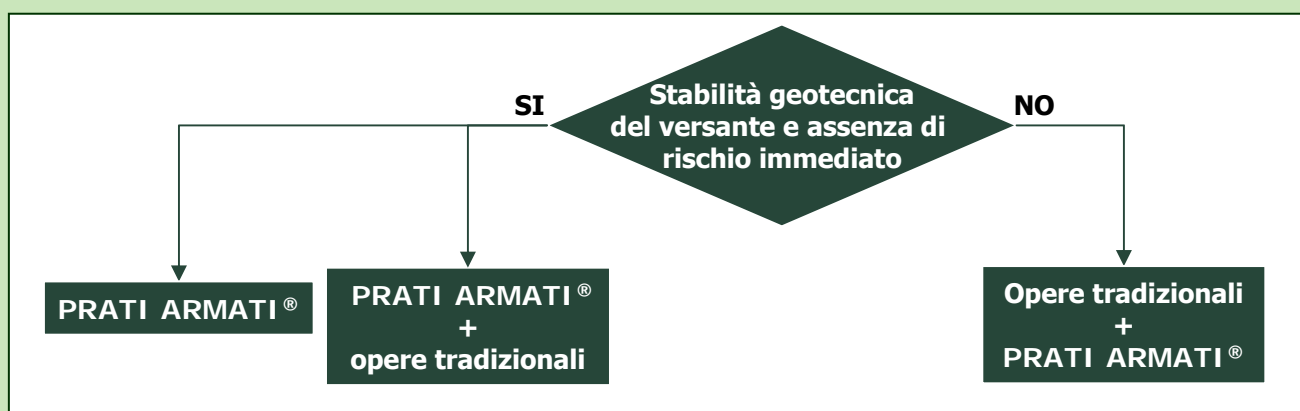 Stabilità geotecnica
del versante e assenza di
rischio immediato
SI
NO
PRATI ARMATI®
PRATI ARMATI®
+
opere tradizionali
Opere tradizionali
+
PRATI ARMATI®